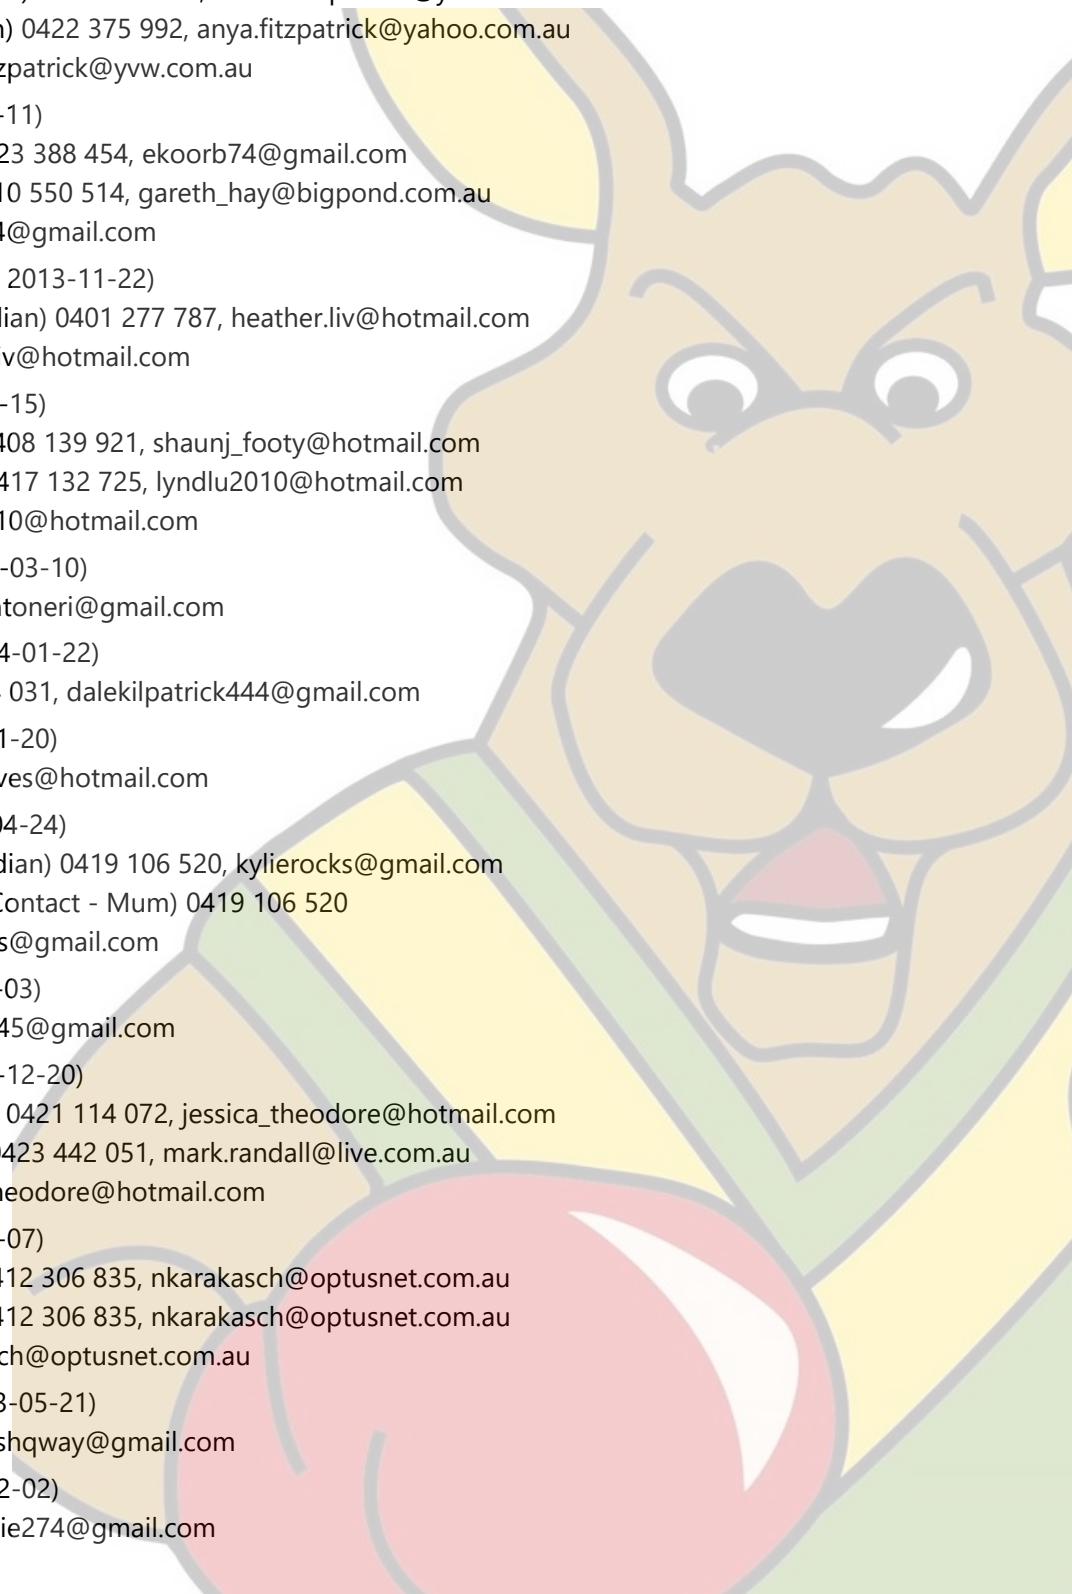 n) 0422 375 992, anya.fitzpatrick@yahoo.com.au
zpatrick@yvw.com.au
-11)
23 388 454, ekoorb74@gmail.com
10 550 514, gareth_hay@bigpond.com.au
4@gmail.com
2013-11-22)
dian) 0401 277 787, heather.liv@hotmail.com
iv@hotmail.com
-15)
408 139 921, shaunj_footy@hotmail.com
417 132 725, lyndlu2010@hotmail.com
10@hotmail.com
-03-10)
ntoneri@gmail.com
4-01-22)
031, dalekilpatrick444@gmail.com
1-20)
ves@hotmail.com
04-24)
dian) 0419 106 520, kylierocks@gmail.com
Contact - Mum) 0419 106 520
s@gmail.com
-03)
45@gmail.com
-12-20)
0421 114 072, jessica_theodore@hotmail.com
0423 442 051, mark.randall@live.com.au
heodore@hotmail.com
-07)
412 306 835, nkarakasch@optusnet.com.au
412 306 835, nkarakasch@optusnet.com.au
ch@optusnet.com.au
3-05-21)
shqway@gmail.com
2-02)
ie274@gmail.com